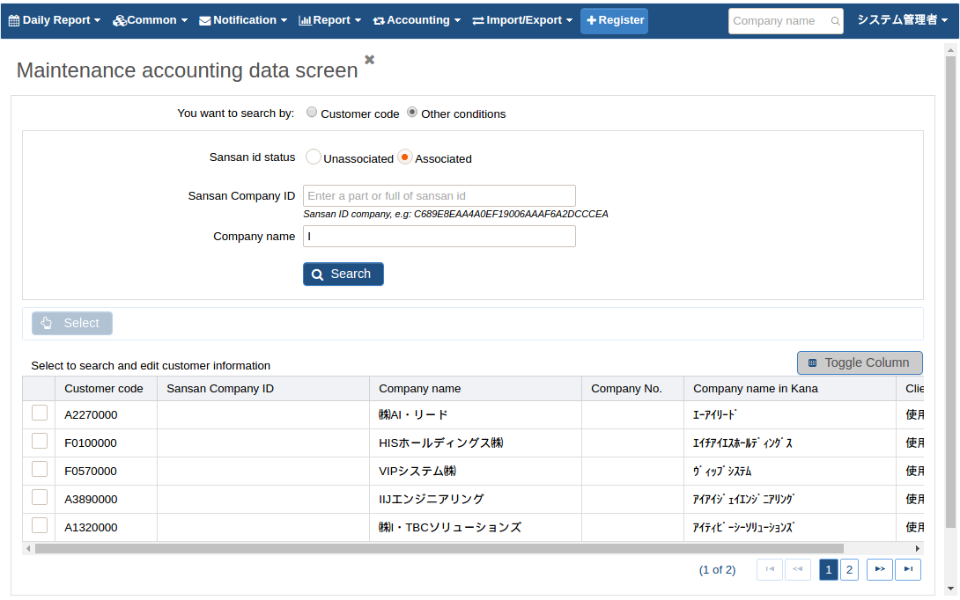 Daily Report Common Notification Report Accounting Import/Export Register Company name システム管理者
Maintenance accounting data screen
You want to search by: Customer code Other conditions
Sansan id status Unassociated Associated
Sansan Company ID Enter a part or full of sansan id
Sansan ID company, e.g: C689E8EAA4A0EF19006AAAF6A2DCCCEA
Company name I
Search
Select
Select to search and edit customer information Toggle Column
Customer code Sansan Company ID Company name Company No. Company name in Kana Clie
A2270000 ㈱AI・リード ｴｰｱｲﾘｰﾄﾞ 使用
F0100000 HISホールディングス㈱ ｴｲﾁｱｲｴｽﾎｰﾙﾃﾞｨﾝｸﾞｽ 使用
F0570000 VIPシステム㈱ ｳﾞｨｯﾌﾟｼｽﾃﾑ 使用
A3890000 IIJエンジニアリング ｱｲｱｲｼﾞｪｲｴﾝｼﾞﾆｱﾘﾝｸﾞ 使用
A1320000 ㈱I・TBCソリューションズ ｱｲﾃｨﾋﾞｰｼｰｿﾘｭｰｼｮﾝｽﾞ 使用
(1 of 2) 1 2